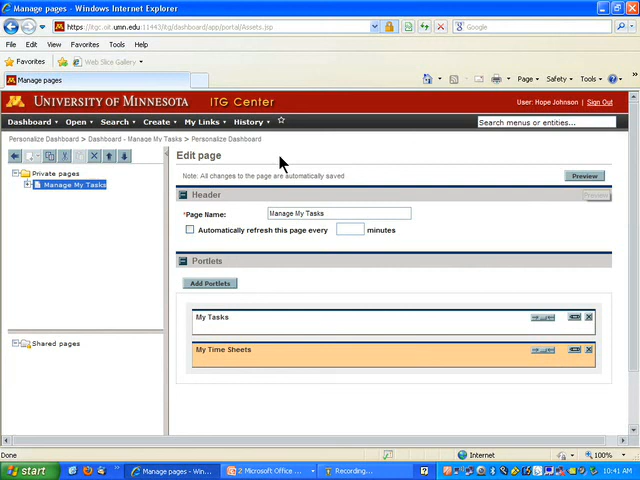 Manage pages - Windows Internet Explorer
https://itgc.oit.umn.edu:11443/itg/dashboard/app/portal/Assets.jsp
Google
File Edit View Favorites Tools Help
Favorites Web Slice Gallery
Manage pages
Page Safety Tools
UNIVERSITY OF MINNESOTA ITG CENTER
User: Hope Johnson Sign Out
Dashboard Open Search Create My Links History
Search menus or entities...
Personalize Dashboard > Dashboard - Manage My Tasks > Personalize Dashboard
Edit page
Private pages
Note: All changes to the page are automatically saved
Preview
Manage My Tasks
Header
Preview
*Page Name: Manage My Tasks
Automatically refresh this page every minutes
Portlets
Add Portlets
My Tasks
Shared pages
My Time Sheets
Done
Internet
100%
start
Manage pages - Win...
2 Microsoft Office ...
Recording...
10:41 AM